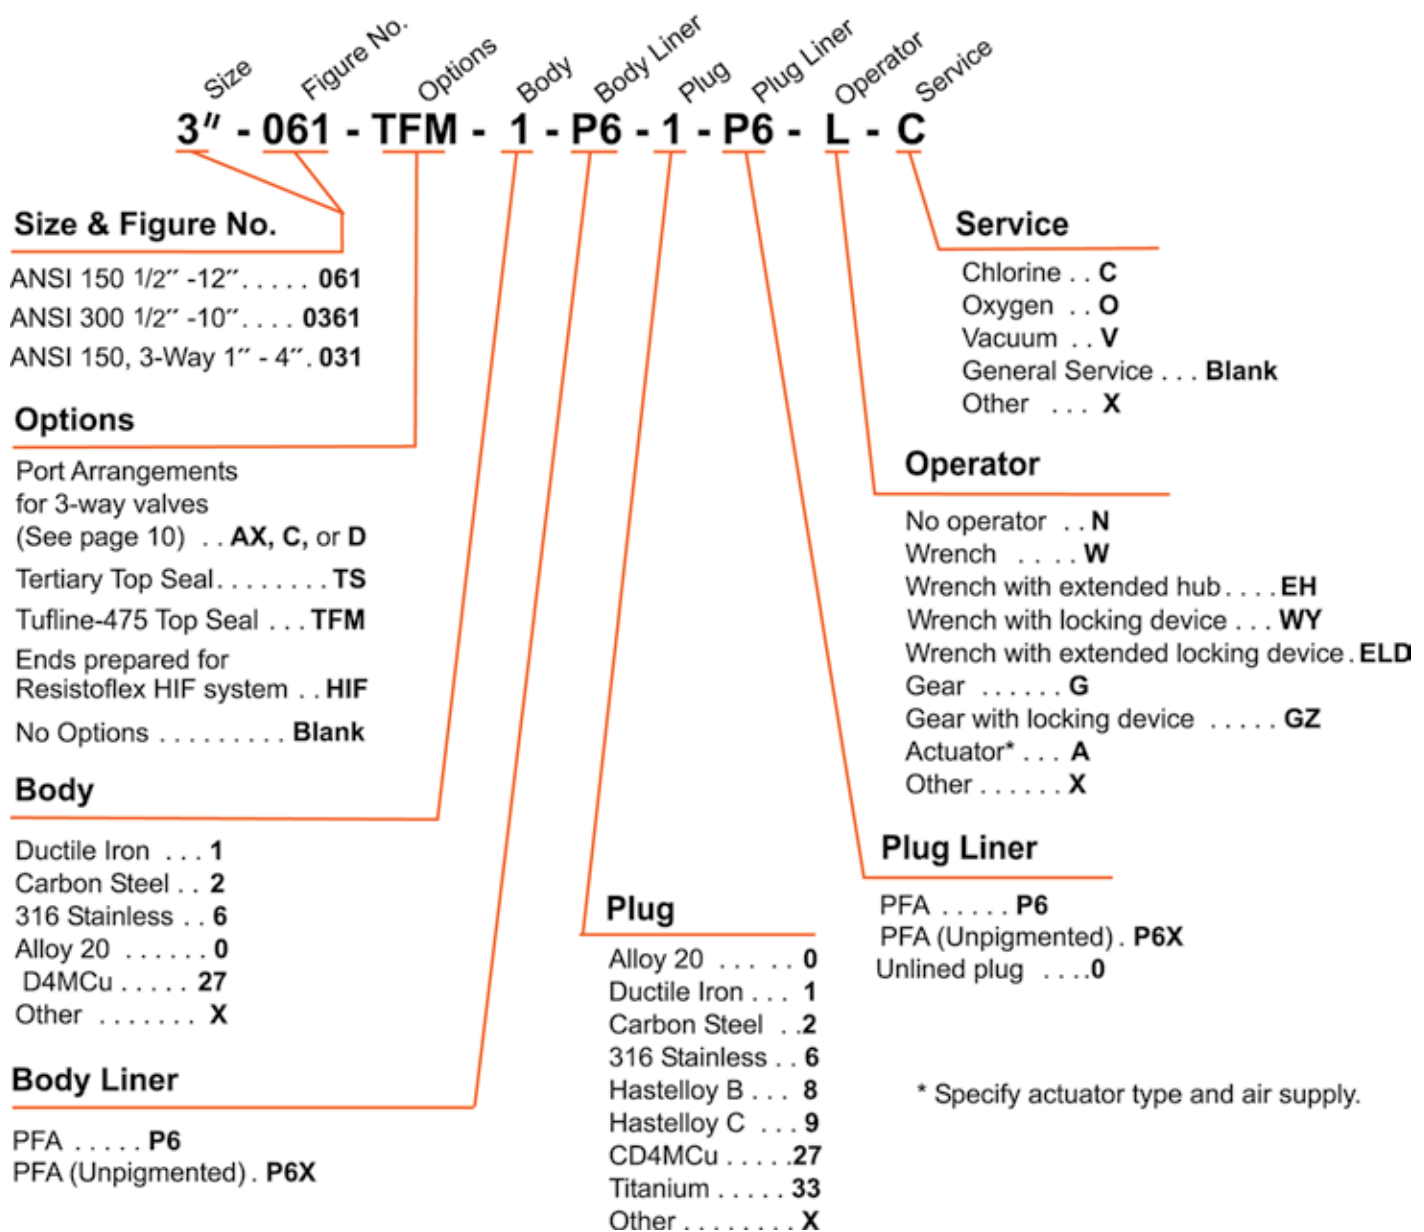 Size Figure No. Options Body Body Liner Plug Plug Liner Operator Service
3" - 061 - TFM - 1 - P6 - 1 - P6 - L - C
Size & Figure No.
ANSI 150 1/2″ -12″. . . . . 061
ANSI 300 1/2″ -10″. . . . 0361
ANSI 150, 3-Way 1″ - 4″. 031
Options
Port Arrangements
for 3-way valves
(See page 10) . . AX, C, or D
Tertiary Top Seal. . . . . . . . TS
Tufline-475 Top Seal . . . TFM
Ends prepared for
Resistoflex HIF system . . HIF
No Options . . . . . . . . . Blank
Body
Ductile Iron . . . 1
Carbon Steel . . 2
316 Stainless . . 6
Alloy 20 . . . . . . 0
D4MCu . . . . . 27
Other . . . . . . . X
Body Liner
PFA . . . . . P6
PFA (Unpigmented) . P6X
Plug
Alloy 20 . . . . . 0
Ductile Iron . . . 1
Carbon Steel . .2
316 Stainless . . 6
Hastelloy B . . . 8
Hastelloy C . . . 9
CD4MCu . . . . .27
Titanium . . . . . 33
Other . . . . . . . . X
Service
Chlorine . . C
Oxygen . . O
Vacuum . . V
General Service . . . Blank
Other . . . X
Operator
No operator . . N
Wrench . . . . W
Wrench with extended hub. . . . EH
Wrench with locking device . . . WY
Wrench with extended locking device . ELD
Gear . . . . . . G
Gear with locking device . . . . . GZ
Actuator* . . . A
Other . . . . . . X
Plug Liner
PFA . . . . . P6
PFA (Unpigmented) . P6X
Unlined plug . . . .0
* Specify actuator type and air supply.